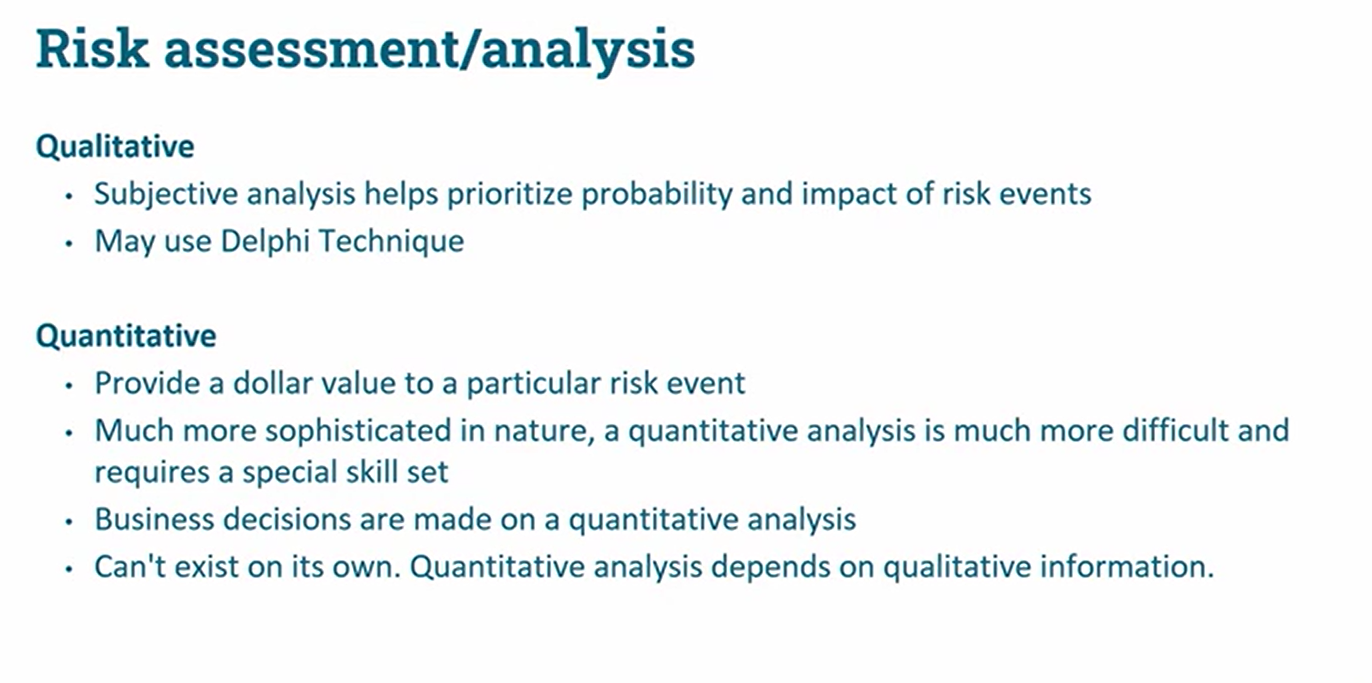 Risk assessment/analysis
Qualitative
• Subjective analysis helps prioritize probability and impact of risk events
• May use Delphi Technique
Quantitative
• Provide a dollar value to a particular risk event
• Much more sophisticated in nature, a quantitative analysis is much more difficult and
requires a special skill set
• Business decisions are made on a quantitative analysis
• Can't exist on its own. Quantitative analysis depends on qualitative information.